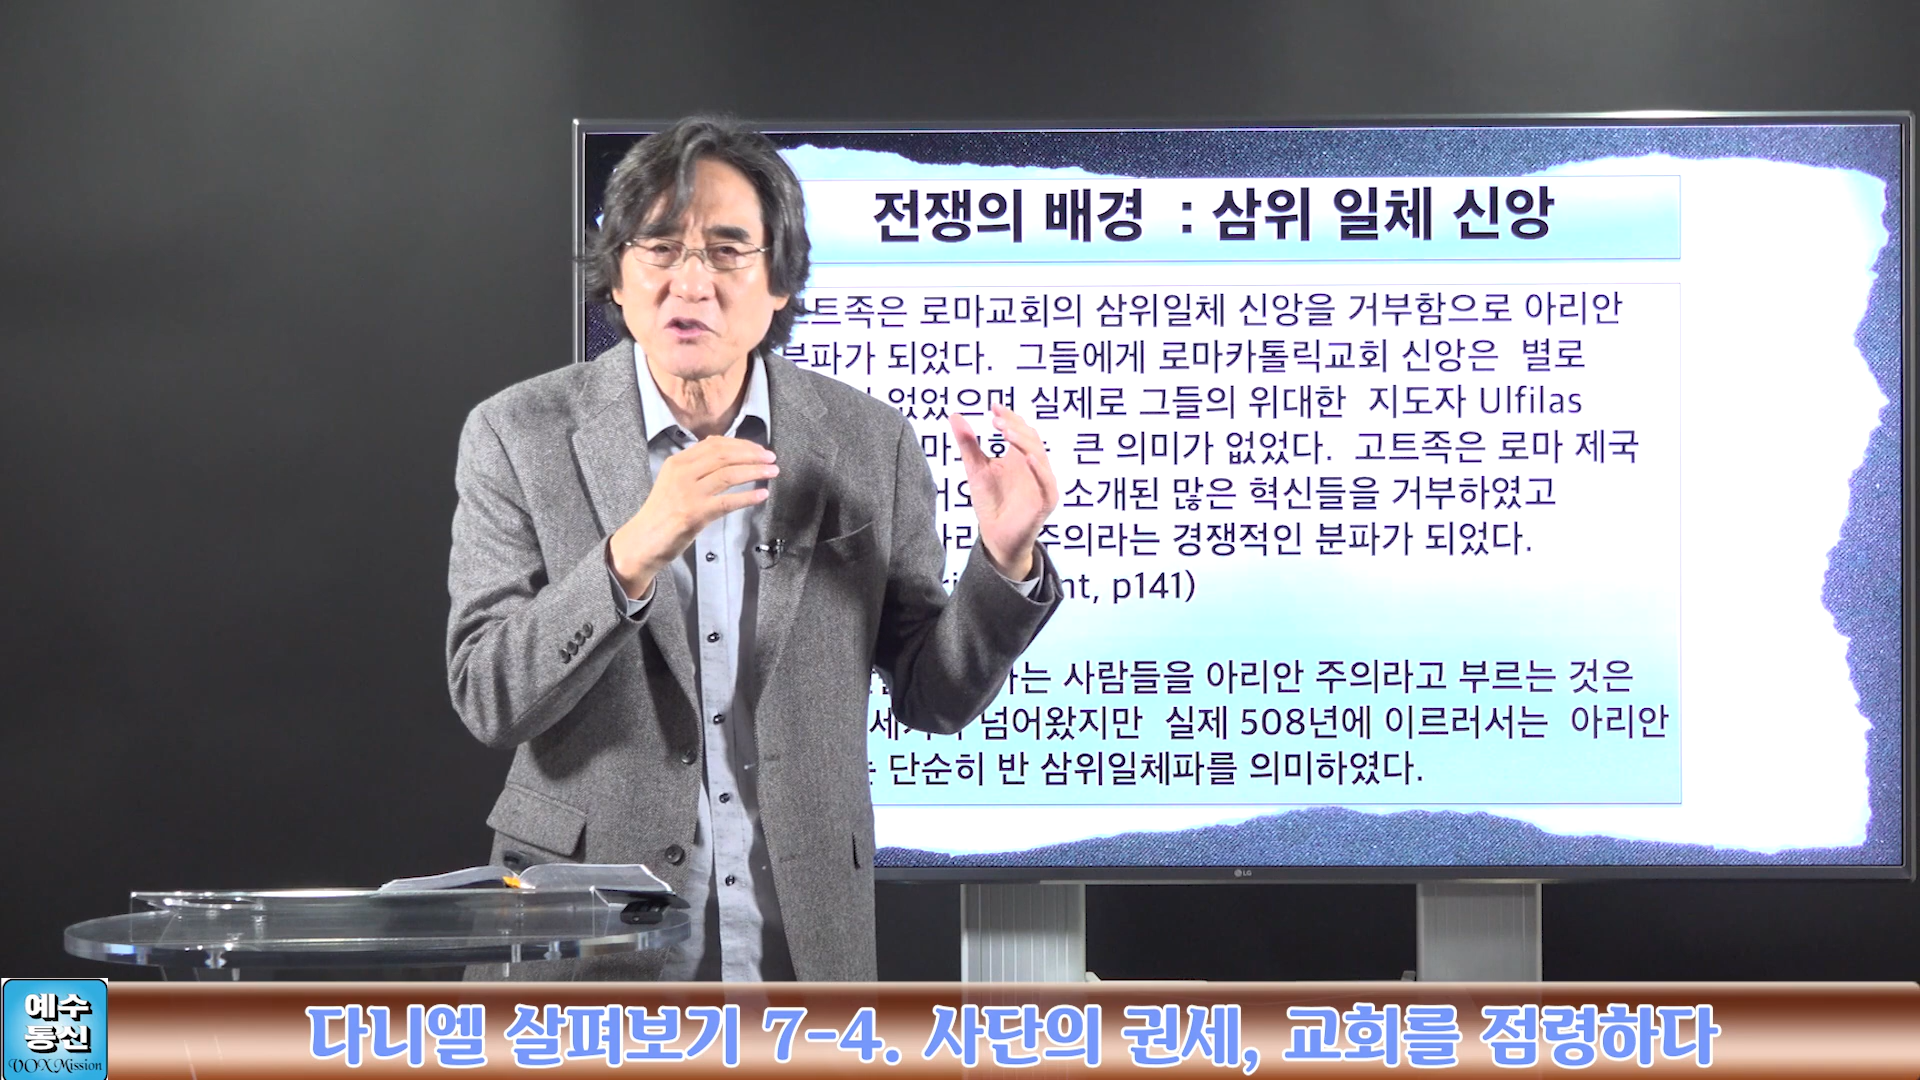 전쟁의 배경 : 삼위 일체 신앙
고트족은 로마교회의 삼위일체 신앙을 거부함으로 아리안
분파가 되었다. 그들에게 로마카톨릭교회 신앙은 별로
없었으며 실제로 그들의 위대한 지도자 Ulfilas
큰 의미가 없었다. 고트족은 로마 제국
소개된 많은 혁신들을 거부하였고
주의라는 경쟁적인 분파가 되었다.
p141)
사람들을 아리안 주의라고 부르는 것은
넘어왔지만 실제 508년에 이르러서는 아리안
단순히 반 삼위일체파를 의미하였다.
LG
예수
통신
VOXMission
다니엘 살펴보기 7-4. 사단의 권세, 교회를 점령하다